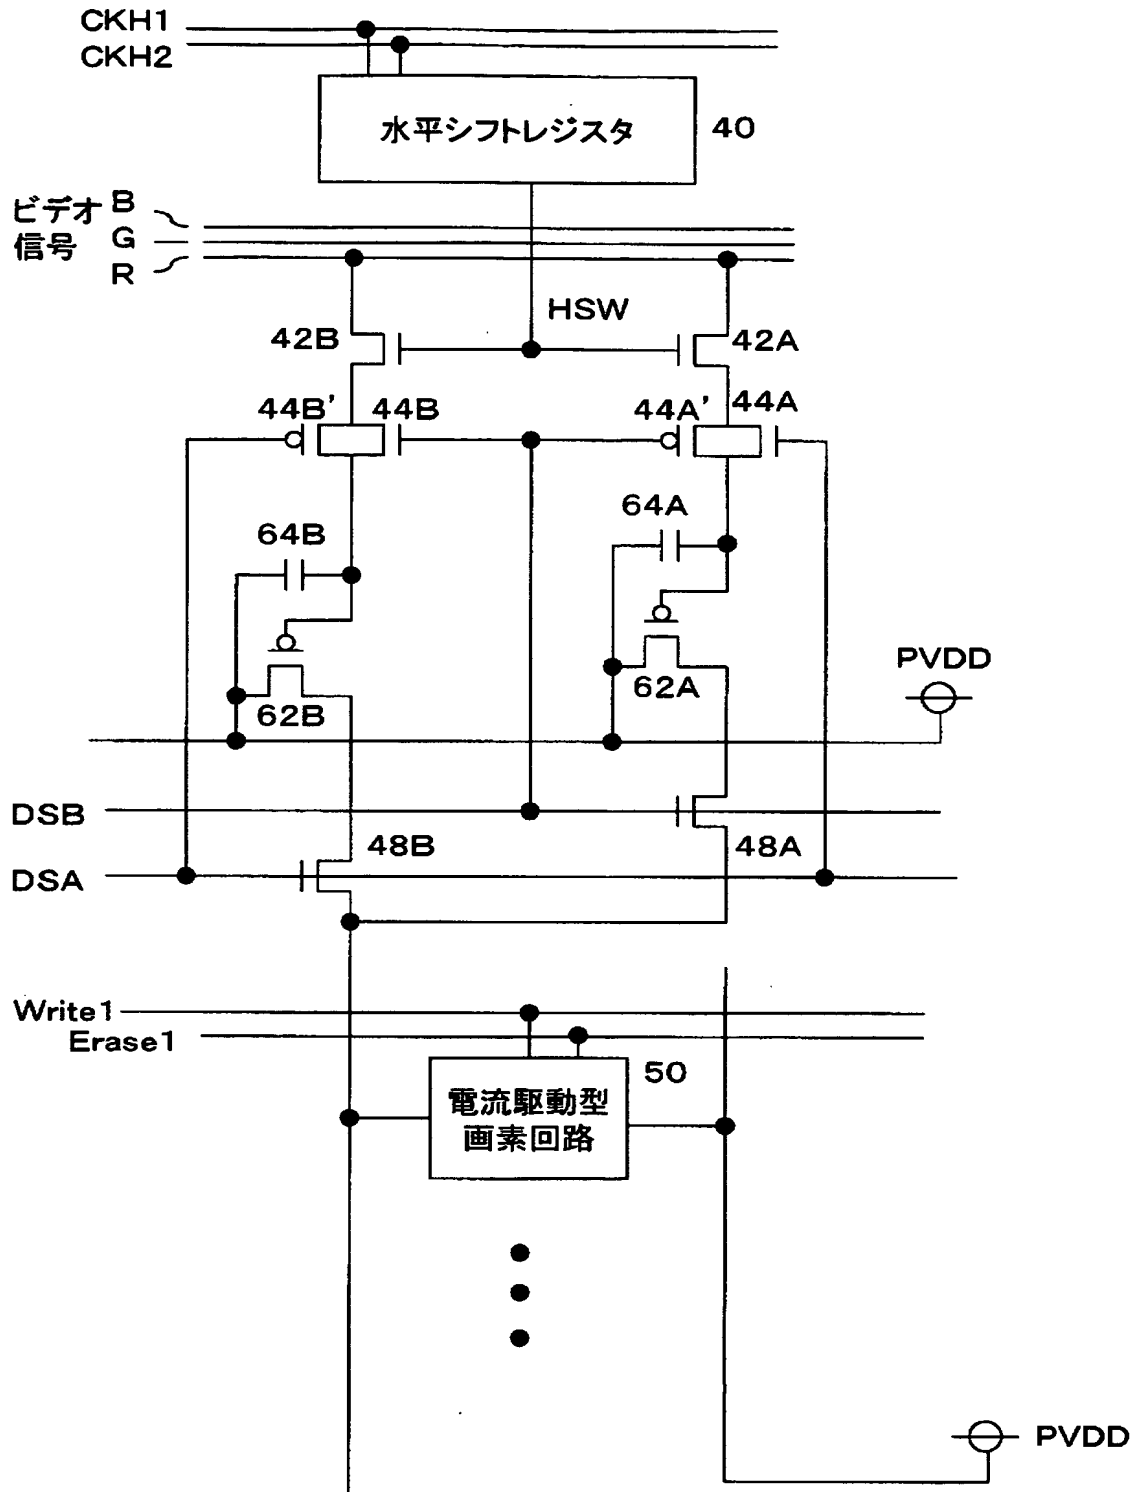 CKH1
CKH2
水平シフトレジスタ
40
ビデオ
信号
B
G
R
HSW
42B
42A
44B'
44B
44A'
44A
64B
64A
62B
62A
PVDD
DSB
48B
48A
DSA
Write1
Erase1
50
電流駆動型
画素回路
PVDD